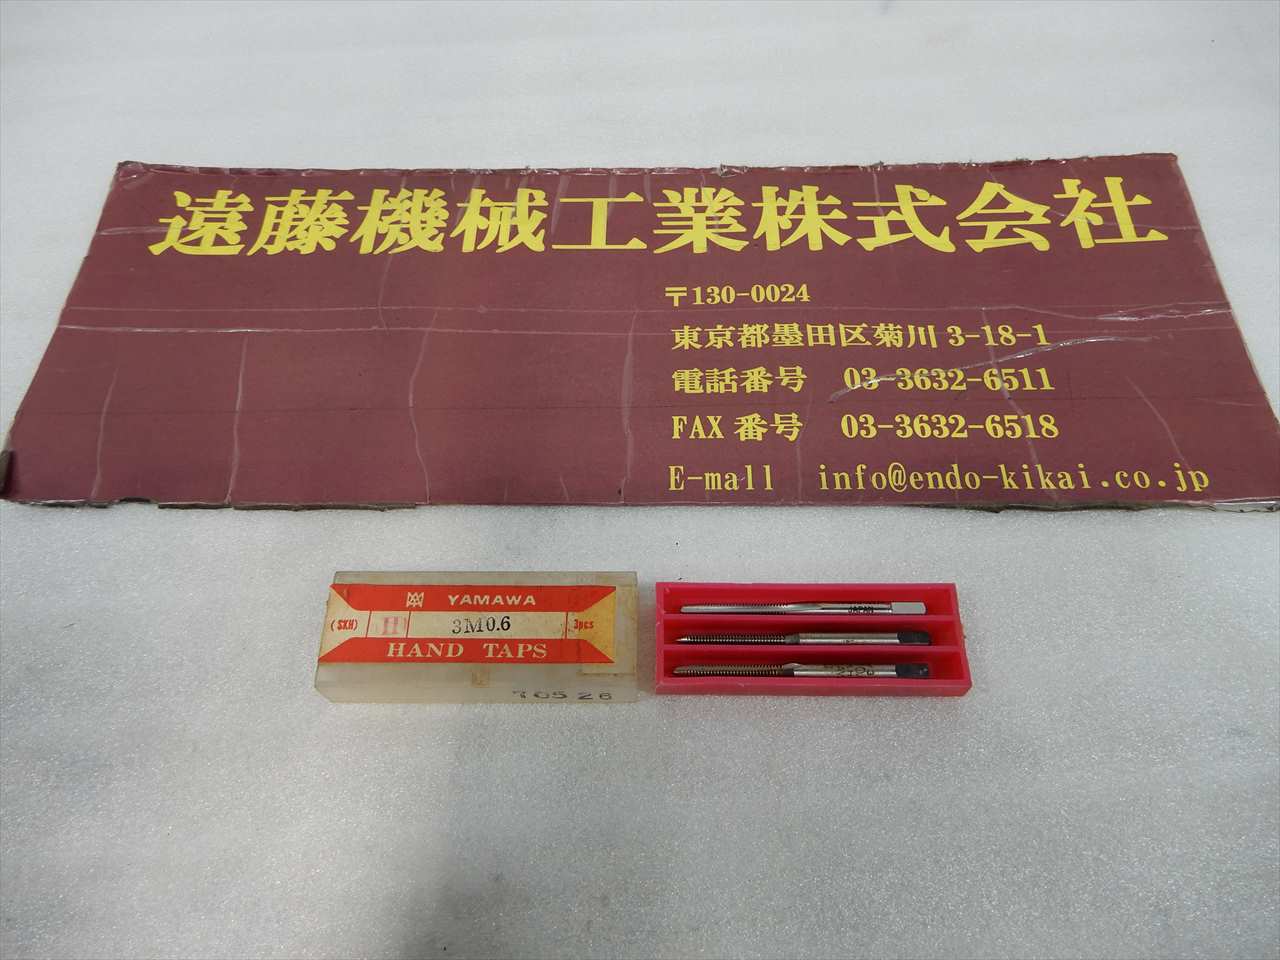 遠藤機械工業株式会社
〒130-0024
東京都墨田区菊川 3-18-1
電話番号 03-3632-6511
FAX 番号 03-3632-6518
E-mall info@endo-kikai.co.jp
YAMAWA
(SKH) H 3M0.6 3pcs
HAND TAPS
70526
JAPAN